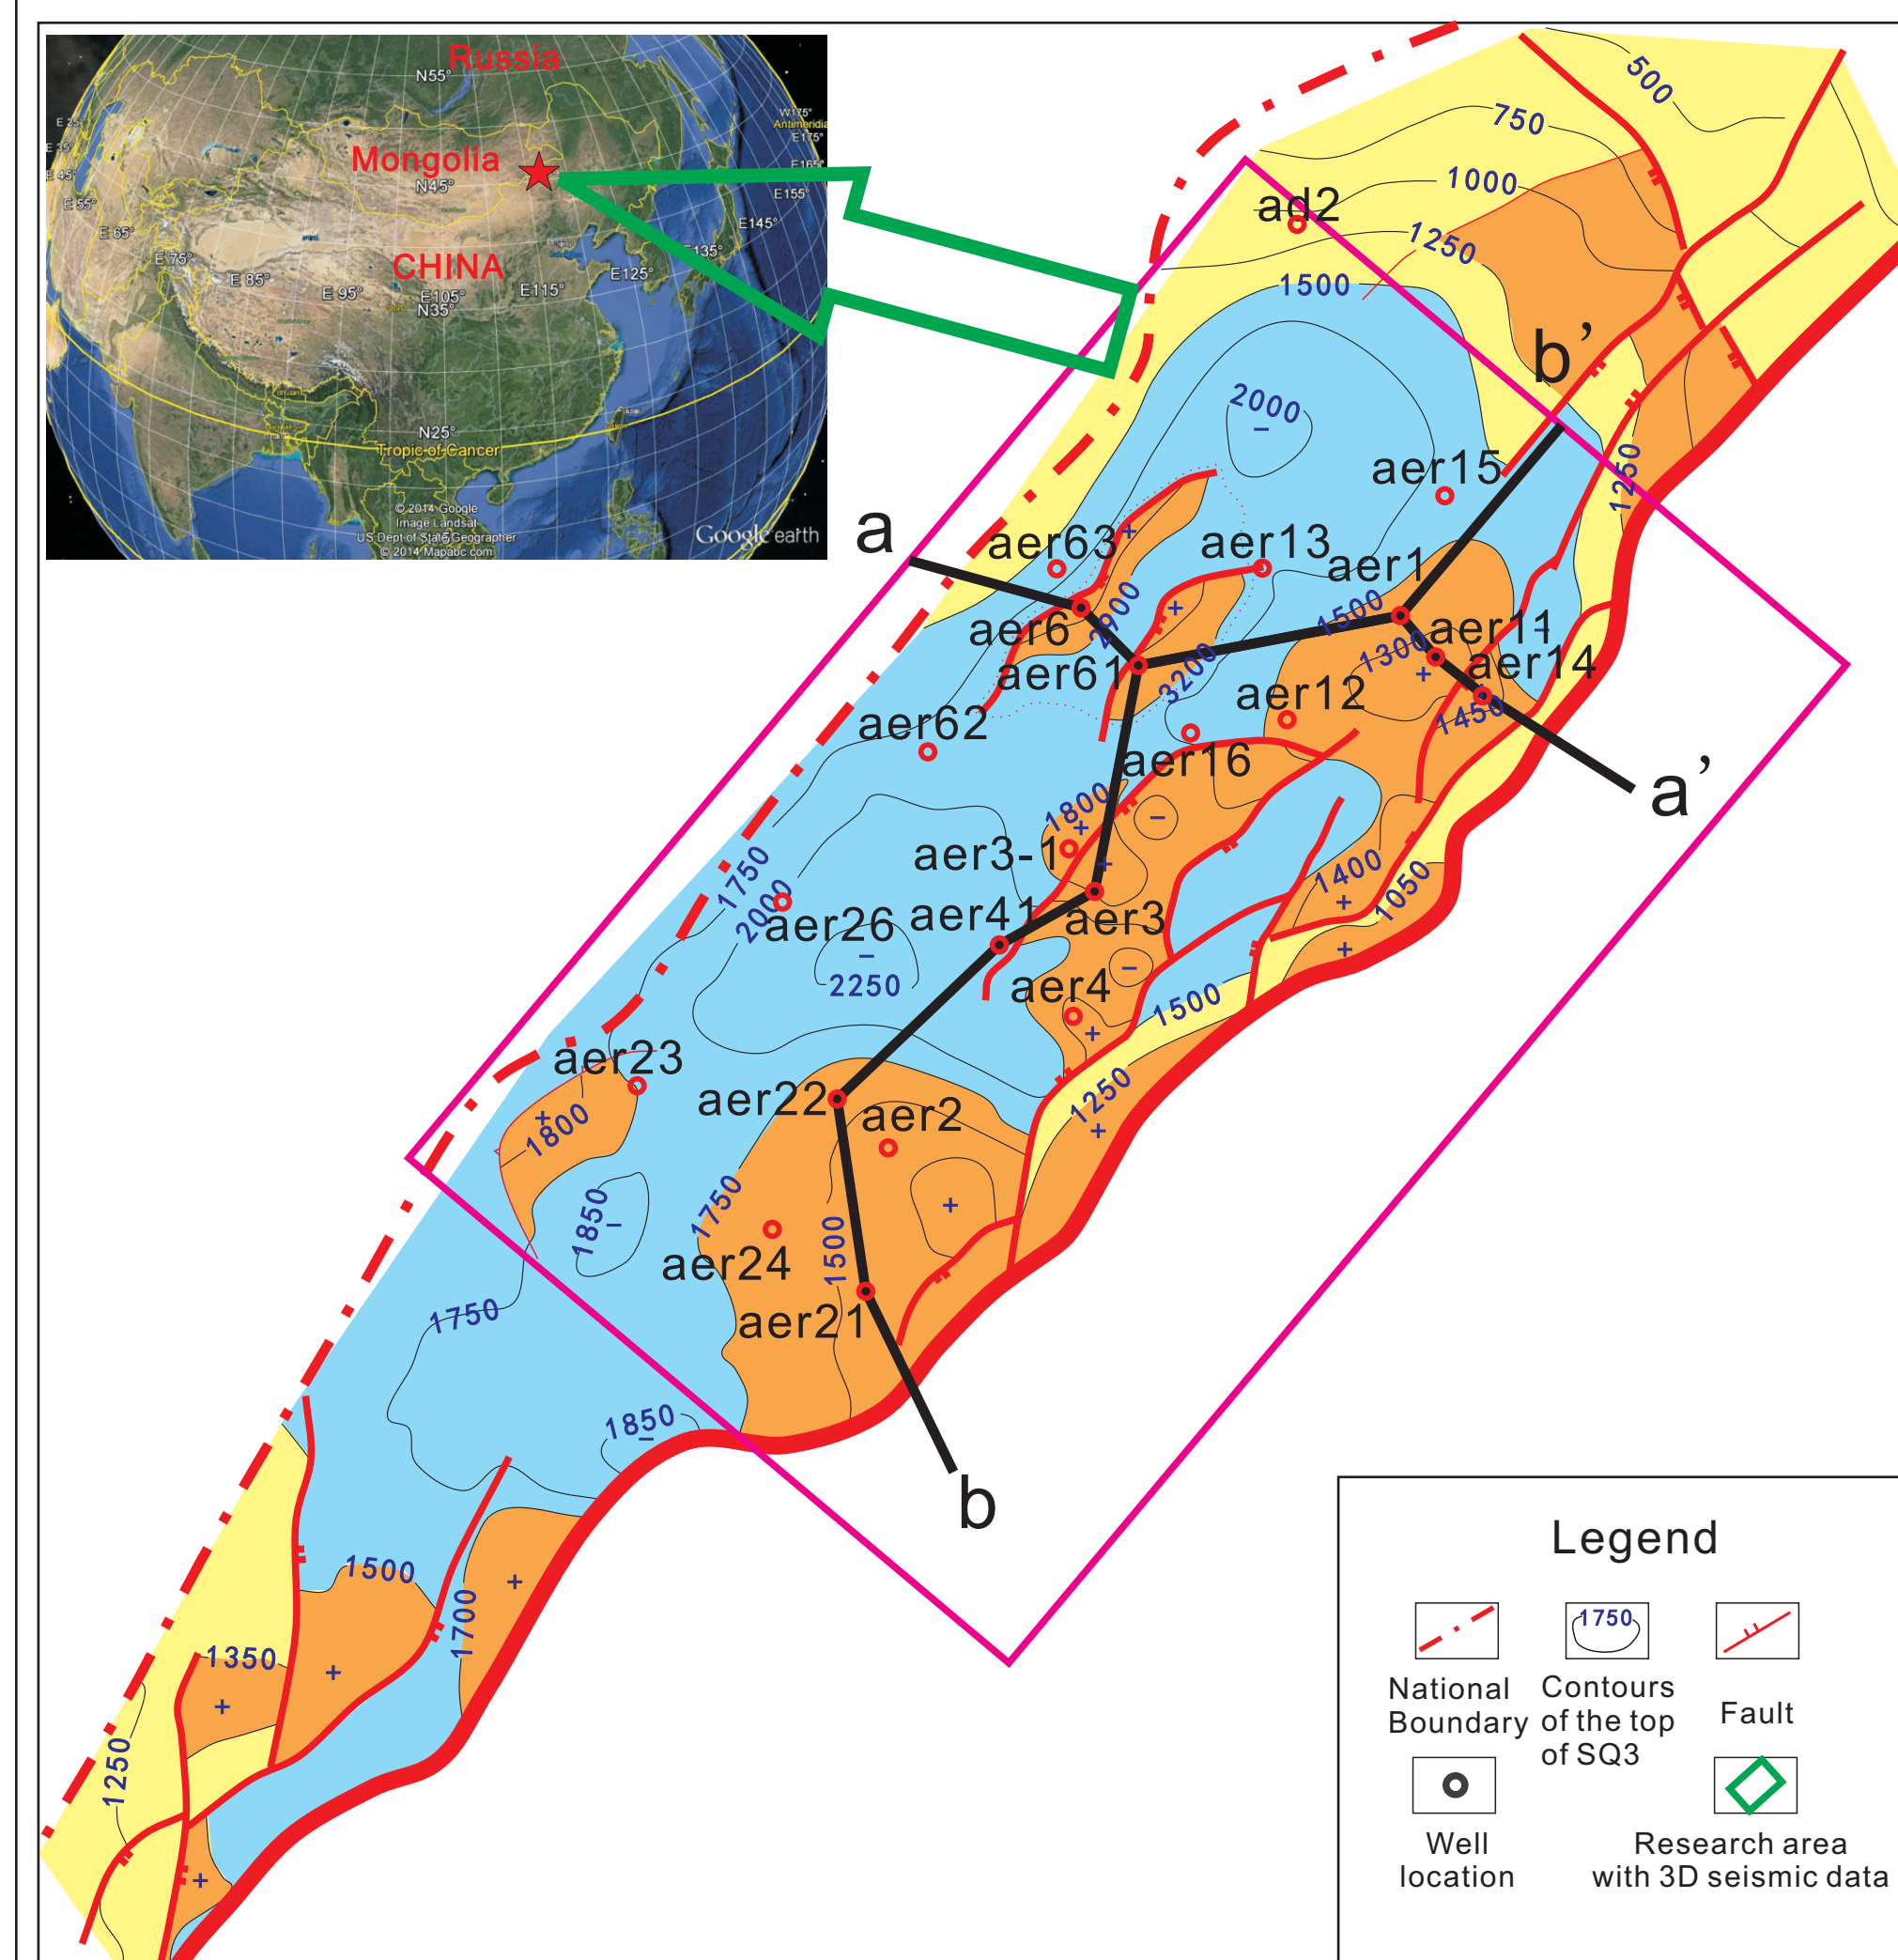 Russia
N55°
W175°
Antimeridia
E175°
E165°
E 25°
E 35°
E 45°
Mongolia
N45°
E155°
E 55°
E145°
E 65°
E135°
E 75°
CHINA
E125°
E 85°
E 95°
E105°
E115°
N35°
N25°
Tropic of Cancer
© 2014 Google
Image Landsat
US Dept of State Geographer
© 2014 Mapabc.com
Google earth
500
750
1000
ad2
1250
1500
b’
2000
aer15
1250
a
aer63
aer13
aer1
2900
1500
aer6
aer11
1300
aer61
aer14
3200
aer12
1450
aer62
aer16
a’
1800
aer3-1
1750
1400
2000
1050
aer26
aer41
aer3
2250
aer4
1500
aer23
1250
aer22
aer2
1800
1850
1750
1500
aer24
1750
aer21
1850
b
1500
1700
1350
1250
Legend
1750
National
Boundary
Contours
of the top
of SQ3
Fault
Well
location
Research area
with 3D seismic data